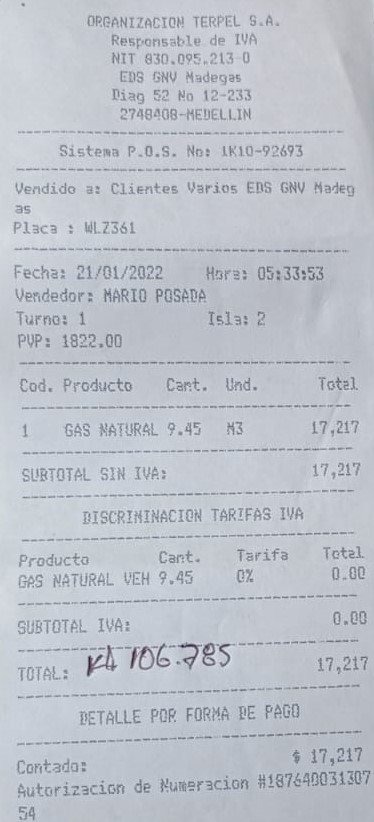 ORGANIZACION TERPEL S.A.
Responsable de IVA
NIT 830.095.213-0
EDS GNV Madegas
Diag 52 No 12-233
2748408-MEDELLIN
Sistema P.O.S. No: 1K10-92693
Vendido a: Clientes Varios EDS GNV Madeg
as
Placa : WLZ361
Fecha: 21/01/2022 Hora: 05:33:53
Vendedor: MARIO POSADA
Turno: 1 Isla: 2
PVP: 1822.00
Cod. Producto Cant. Und. Total
1 GAS NATURAL 9.45 M3 17,217
SUBTOTAL SIN IVA: 17,217
DISCRIMINACION TARIFAS IVA
Producto Cant. Tarifa Total
GAS NATURAL VEH 9.45 0% 0.00
SUBTOTAL IVA: 0.00
TOTAL: K4 106.785 17,217
DETALLE POR FORMA DE PAGO
Contado: $ 17,217
Autorizacion de Numeracion #187640031307
54